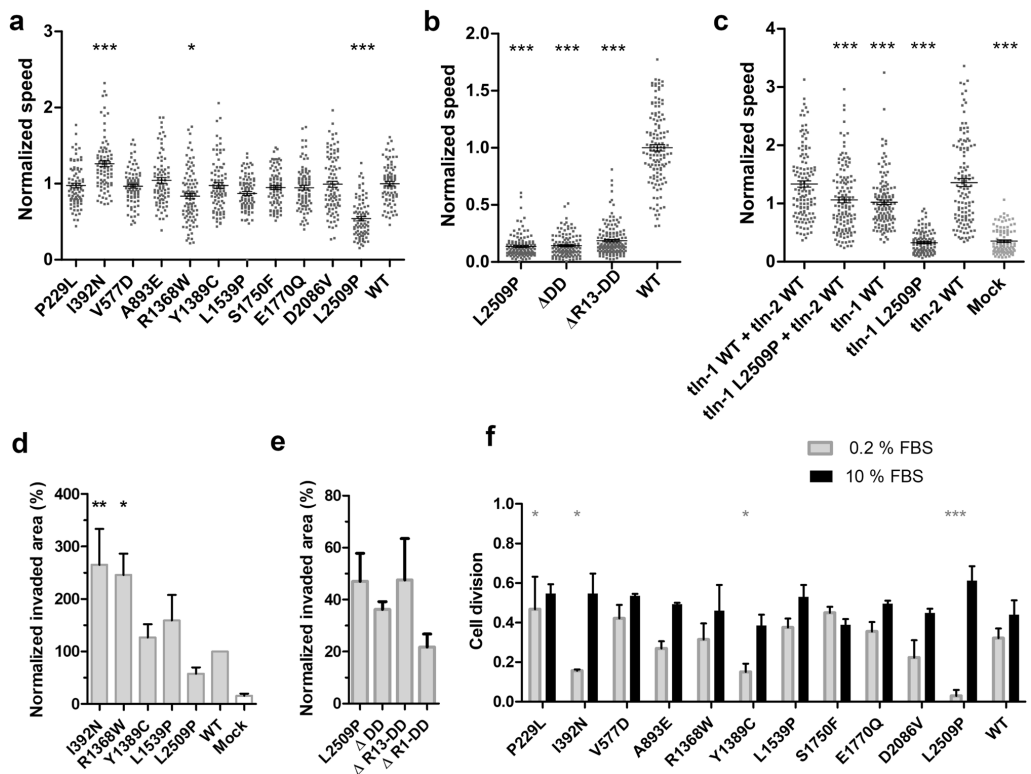 a
Normalized speed
3
2
1
0
***
*
***
P229L
I392N
V577D
A893E
R1368W
Y1389C
L1539P
S1750F
E1770Q
D2086V
L2509P
WT
b
Normalized speed
2.0
1.5
1.0
0.5
0.0
***
***
***
L2509P
ΔDD
ΔR13-DD
WT
c
Normalized speed
4
3
2
1
0
***
***
***
***
tln-1 WT + tln-2 WT
tln-1 L2509P + tln-2 WT
tln-1 WT
tln-1 L2509P
tln-2 WT
Mock
d
Normalized invaded area (%)
400
300
250
100
50
0
**
*
I392N
R1368W
Y1389C
L1539P
L2509P
WT
Mock
e
Normalized invaded area (%)
80
60
40
20
0
L2509P
Δ DD
Δ R13-DD
Δ R1-DD
f
0.2 % FBS
10 % FBS
Cell division
1.0
0.8
0.6
0.4
0.2
0.0
*
*
*
***
P229L
I392N
V577D
A893E
R1368W
Y1389C
L1539P
S1750F
E1770Q
D2086V
L2509P
WT